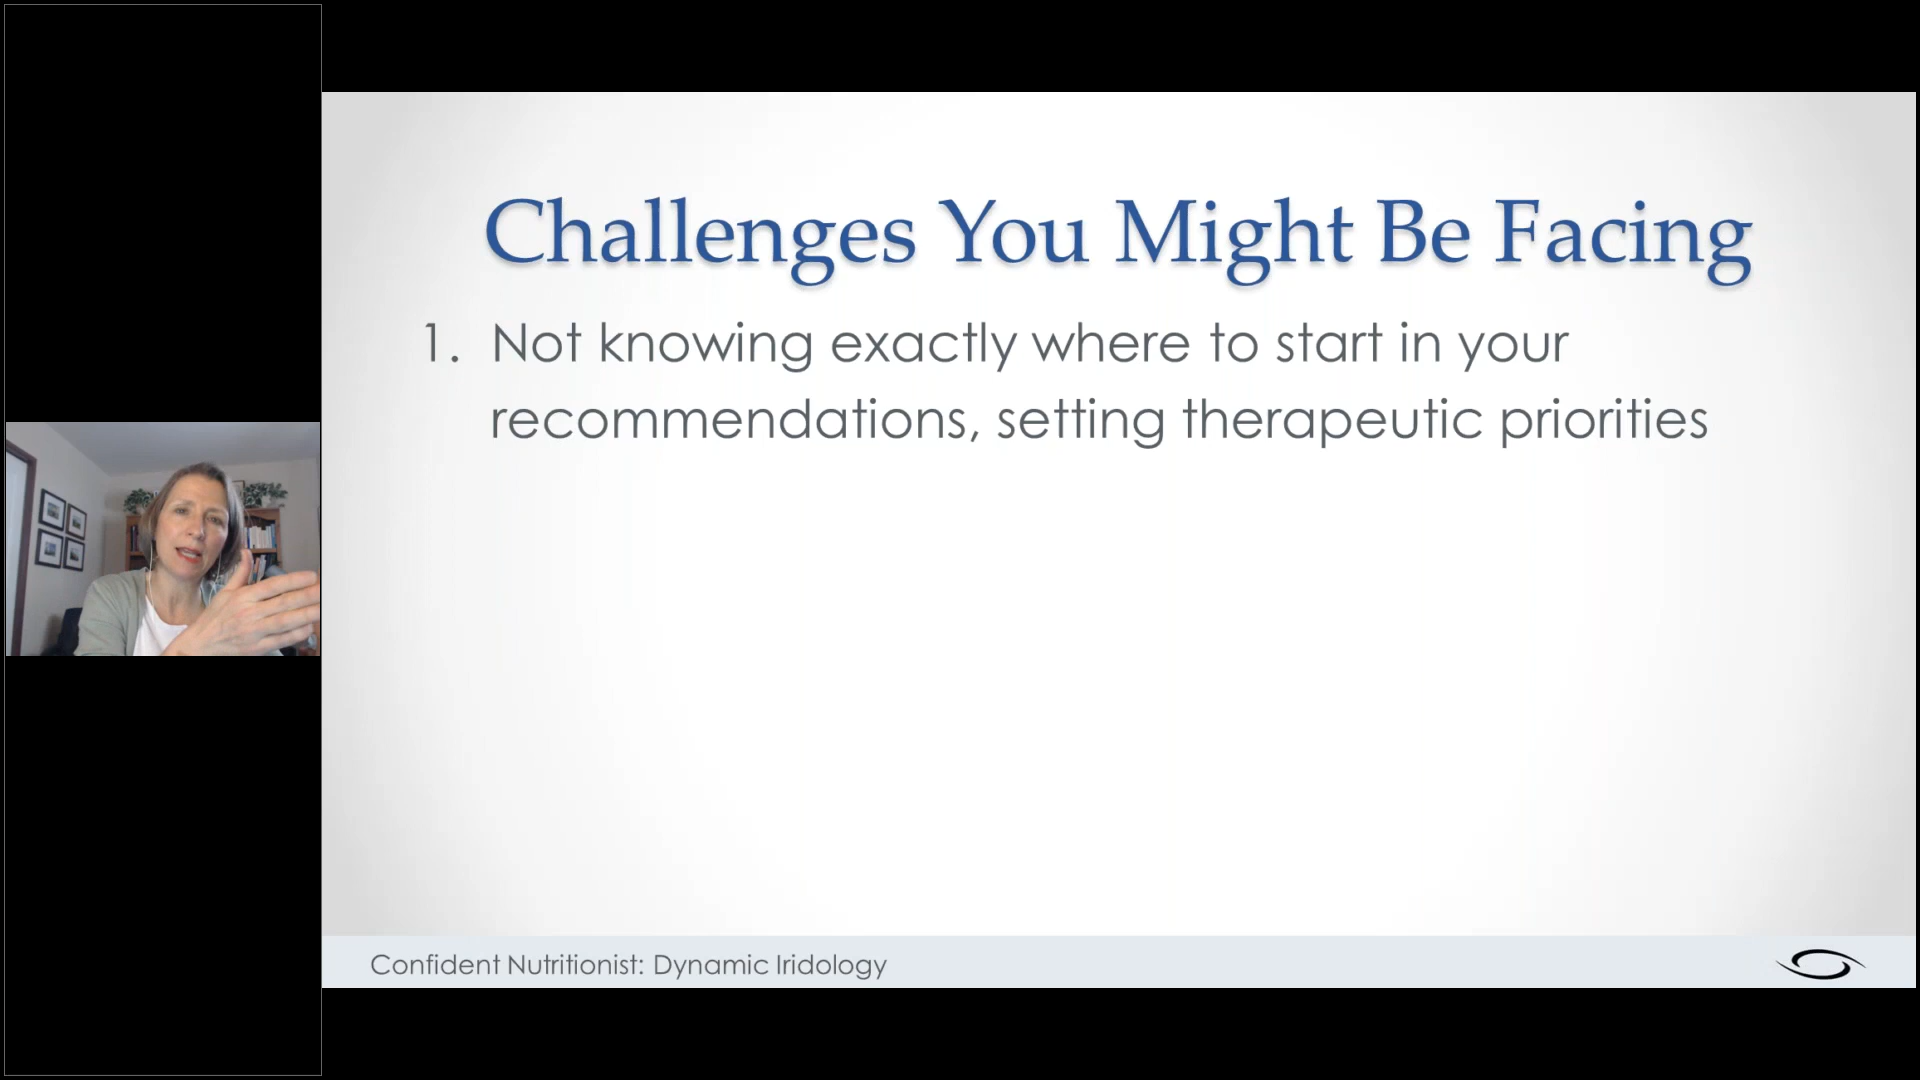 Challenges You Might Be Facing
1. Not knowing exactly where to start in your
recommendations, setting therapeutic priorities
Confident Nutritionist: Dynamic Iridology